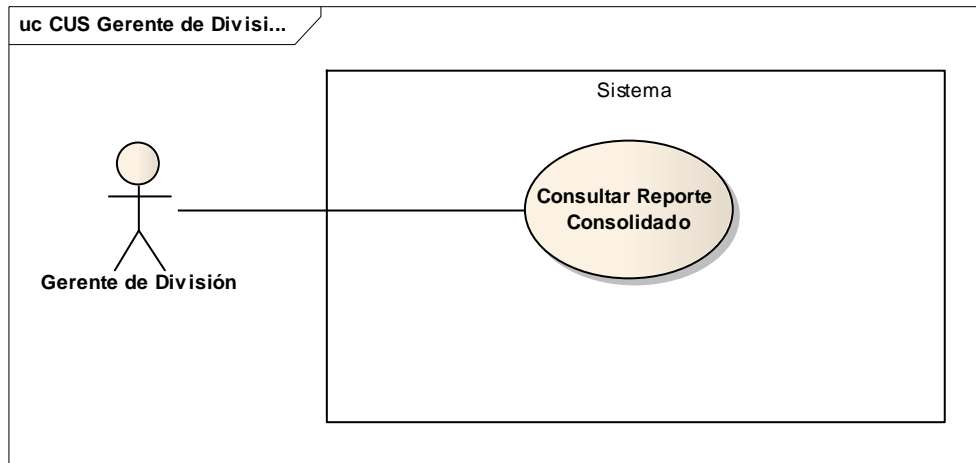 uc CUS Gerente de Divisi...
Sistema
Consultar Reporte
Consolidado
Gerente de División